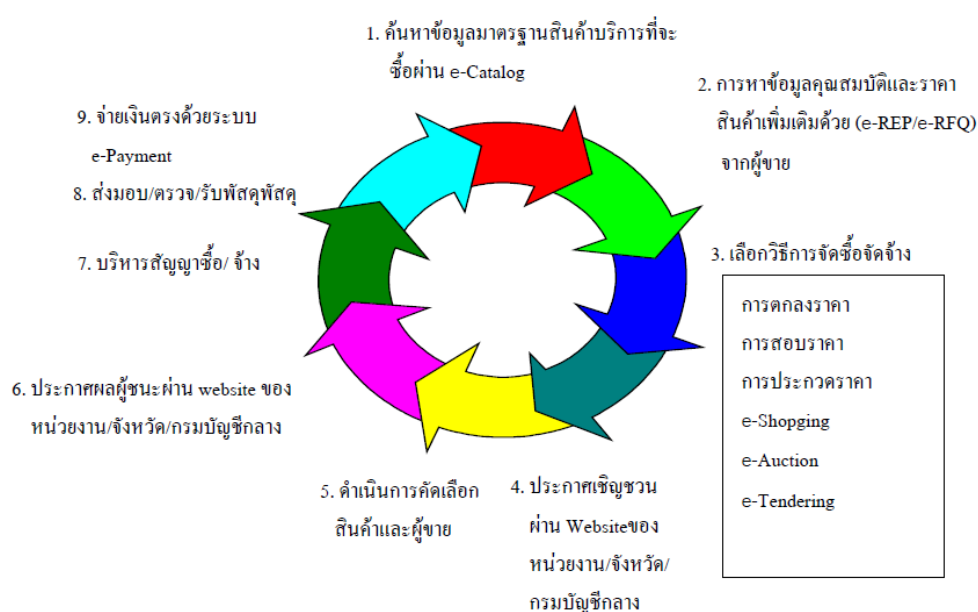 1. ค้นหาข้อมูลมาตรฐานสินค้าบริการที่จะ
ซื้อผ่าน e-Catalog
2. การหาข้อมูลคุณสมบัติและราคา
สินค้าเพิ่มเติมด้วย (e-REP/e-RFQ)
จากผู้ขาย
3. เลือกวิธีการจัดซื้อจัดจ้าง
การตกลงราคา
การสอบราคา
การประกวดราคา
e-Shopging
e-Auction
e-Tendering
4. ประกาศเชิญชวน
ผ่าน Websiteของ
หน่วยงาน/จังหวัด/
กรมบัญชีกลาง
5. ดำเนินการคัดเลือก
สินค้าและผู้ขาย
6. ประกาศผลผู้ชนะผ่าน website ของ
หน่วยงาน/จังหวัด/กรมบัญชีกลาง
7. บริหารสัญญาซื้อ/ จ้าง
8. ส่งมอบ/ตรวจ/รับพัสดุพัสดุ
9. จ่ายเงินตรงด้วยระบบ
e-Payment